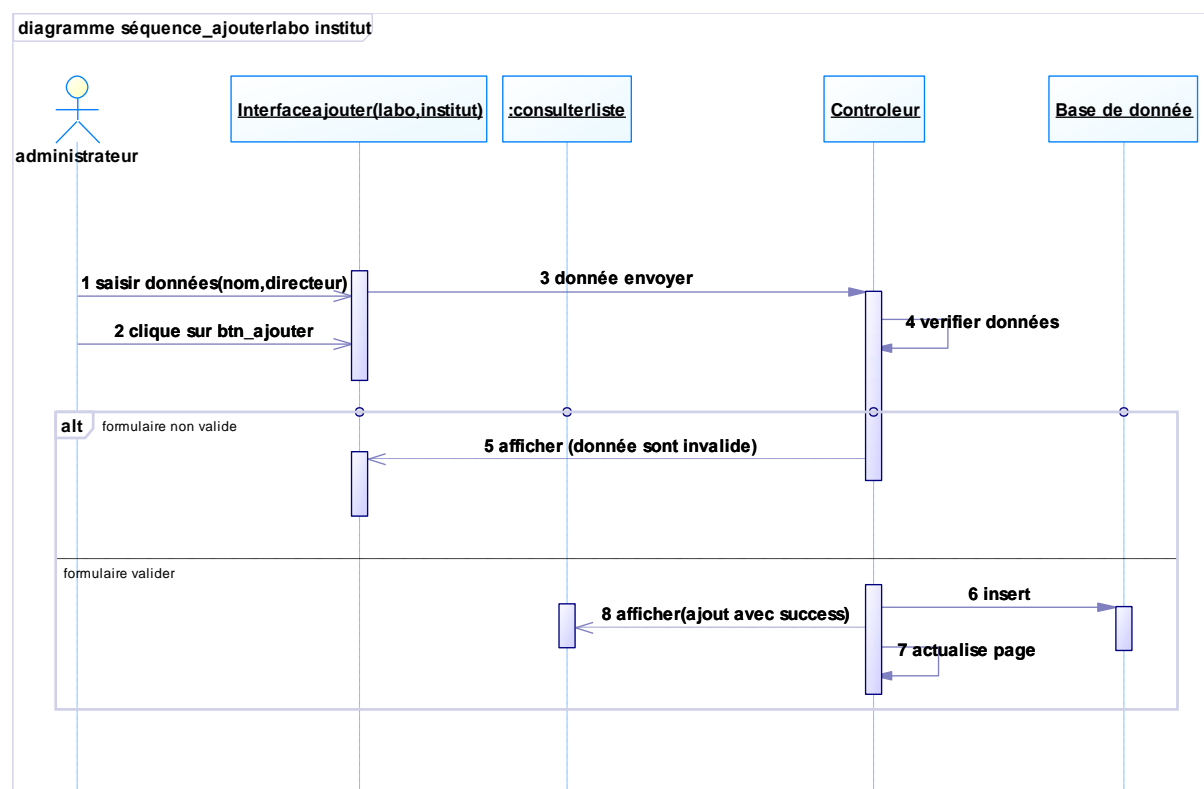 diagramme séquence_ajouterlabo institut
administrateur
Interfaceajouter(labo,institut)
:consulterliste
Controleur
Base de donnée
1 saisir données(nom,directeur)
3 donnée envoyer
4 verifier données
2 clique sur btn_ajouter
alt formulaire non valide
5 afficher (donnée sont invalide)
formulaire valider
6 insert
8 afficher(ajout avec success)
7 actualise page